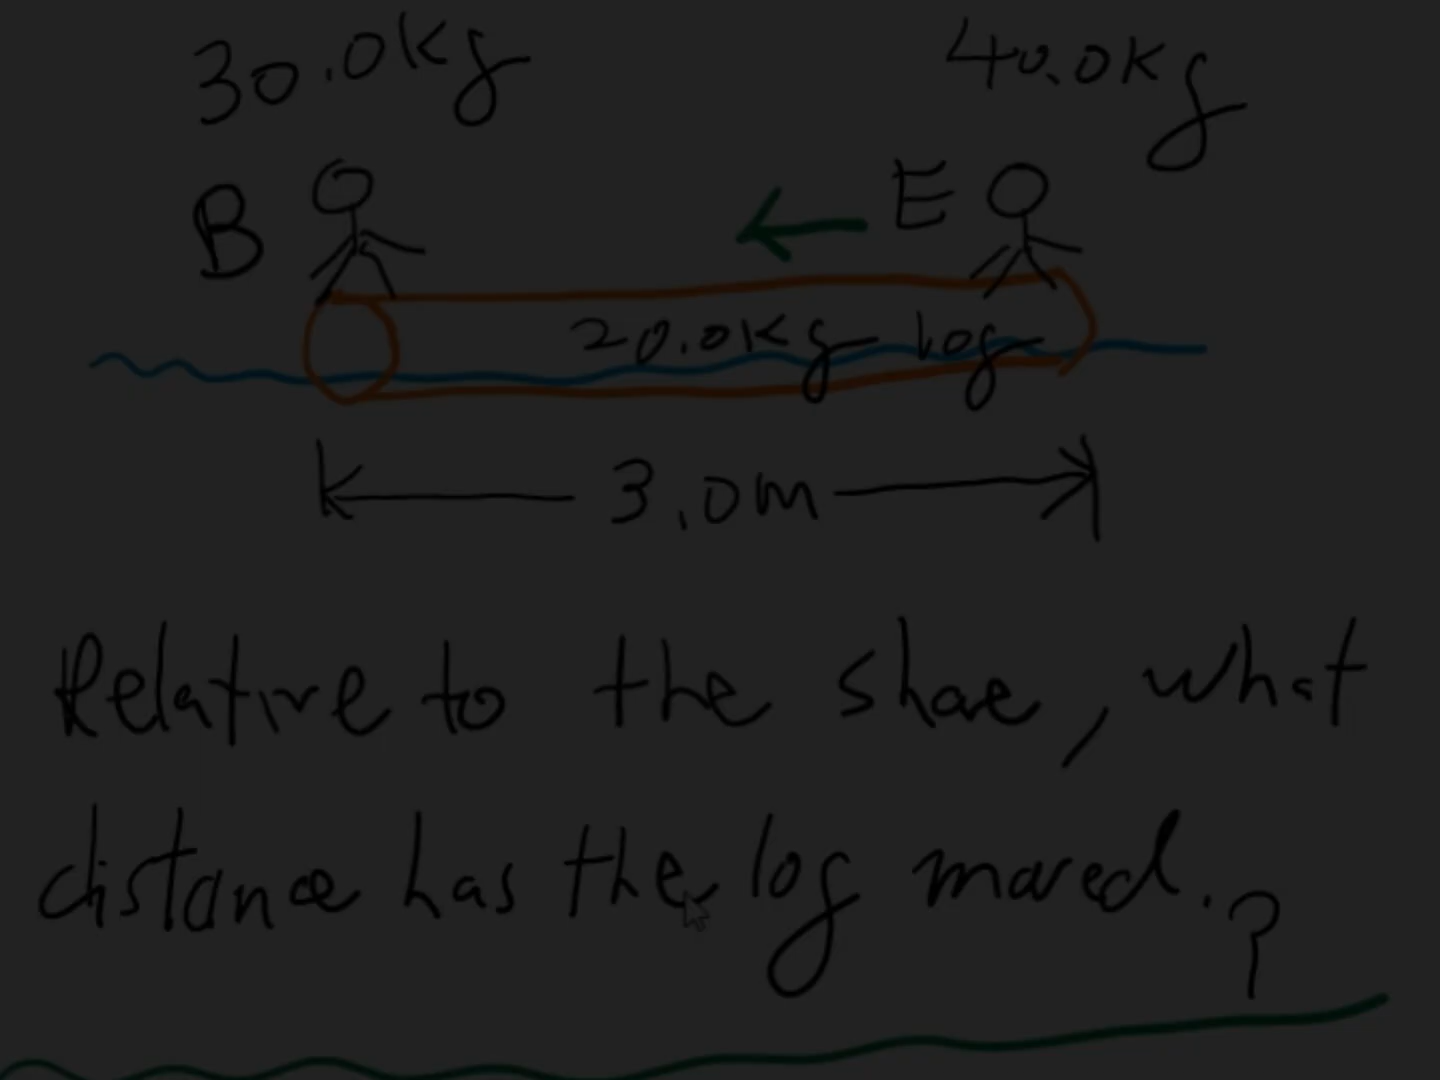 30.0kg 40.0kg
B E
20.0kg log
3.0m
Relative to the shore, what
distance has the log moved.?